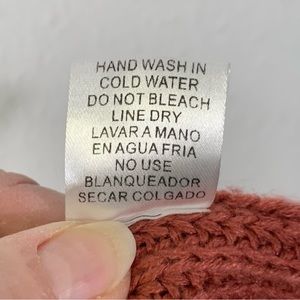 HAND WASH IN
COLD WATER
DO NOT BLEACH
LINE DRY
LAVAR A MANO
EN AGUA FRIA
NO USE
BLANQUEADOR
SECAR COLGADO